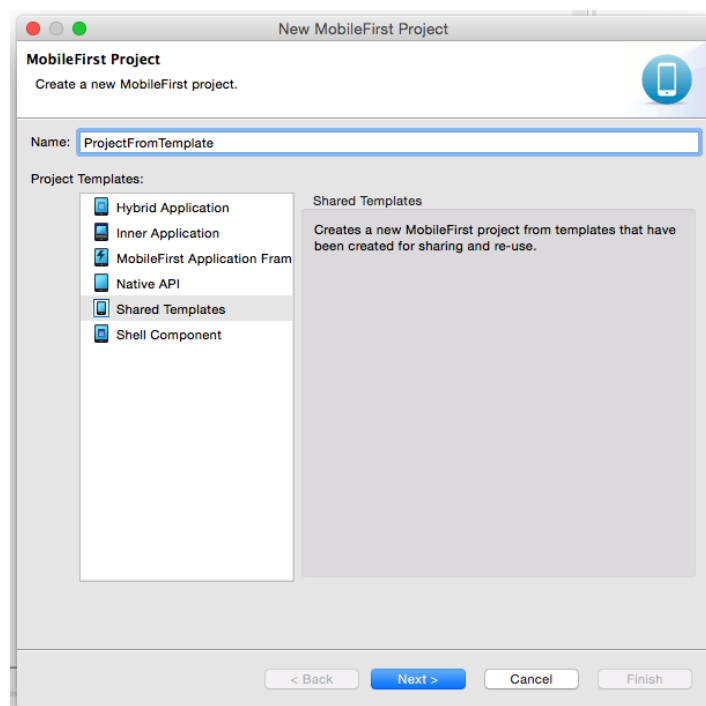 New MobileFirst Project
MobileFirst Project
Create a new MobileFirst project.
Name: ProjectFromTemplate
Project Templates:
Hybrid Application
Inner Application
MobileFirst Application Fram
Native API
Shared Templates
Shell Component
Shared Templates
Creates a new MobileFirst project from templates that have
been created for sharing and re-use.
< Back Next > Cancel Finish